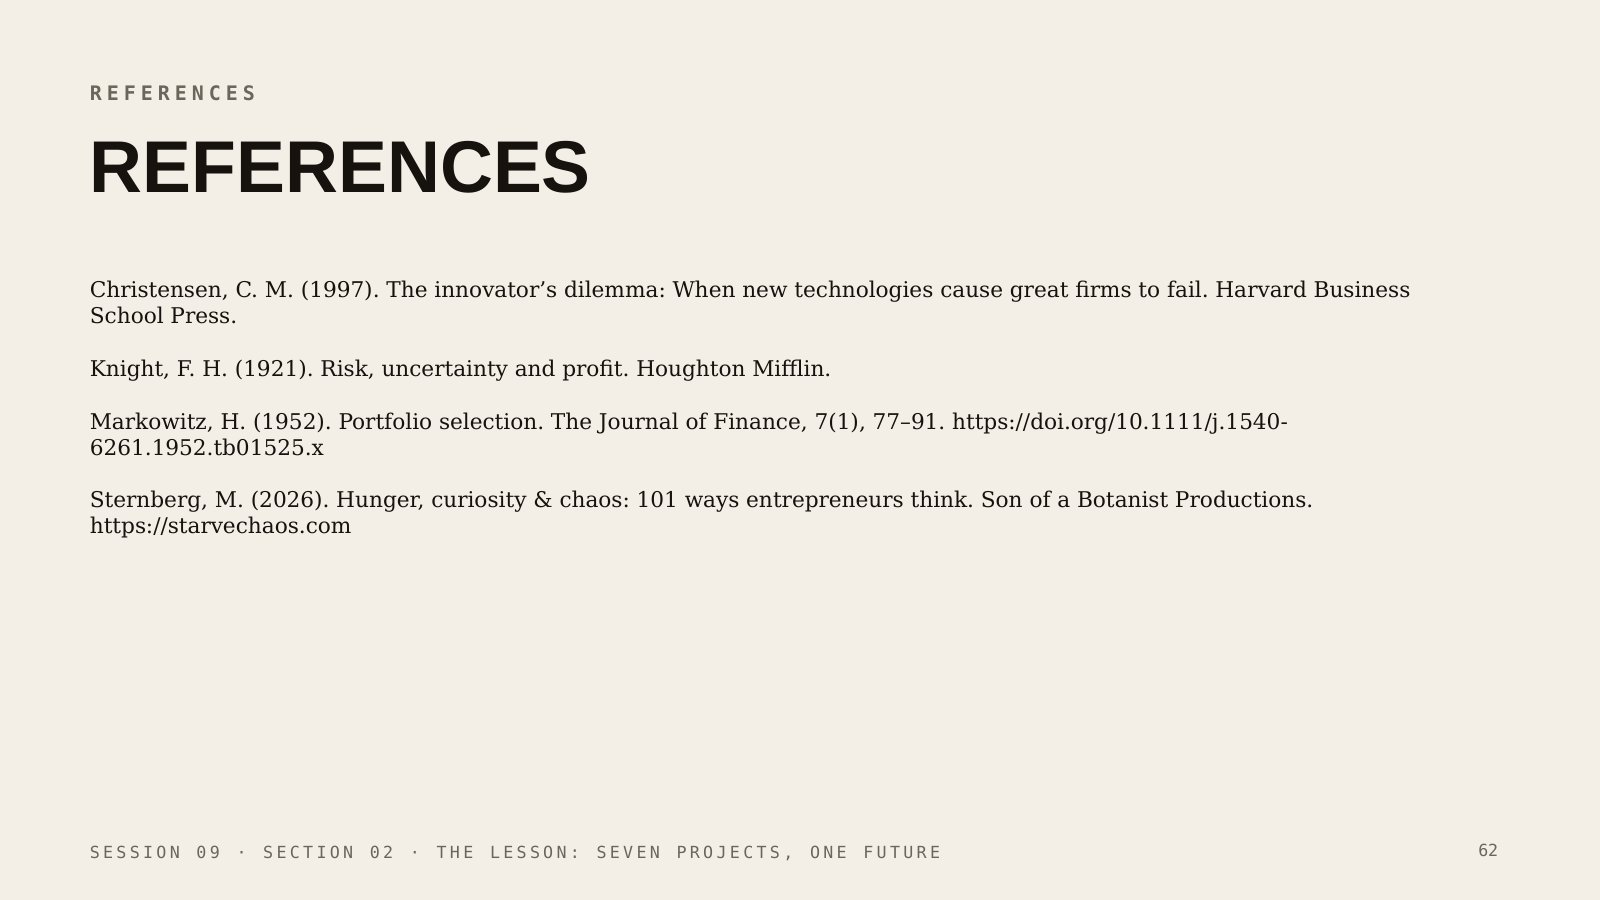 REFERENCES
REFERENCES
Christensen, C. M. (1997). The innovator’s dilemma: When new technologies cause great firms to fail. Harvard Business
School Press.
Knight, F. H. (1921). Risk, uncertainty and profit. Houghton Mifflin.
Markowitz, H. (1952). Portfolio selection. The Journal of Finance, 7(1), 77–91. https://doi.org/10.1111/j.1540-
6261.1952.tb01525.x
Sternberg, M. (2026). Hunger, curiosity & chaos: 101 ways entrepreneurs think. Son of a Botanist Productions.
https://starvechaos.com
SESSION 09 · SECTION 02 · THE LESSON: SEVEN PROJECTS, ONE FUTURE
62